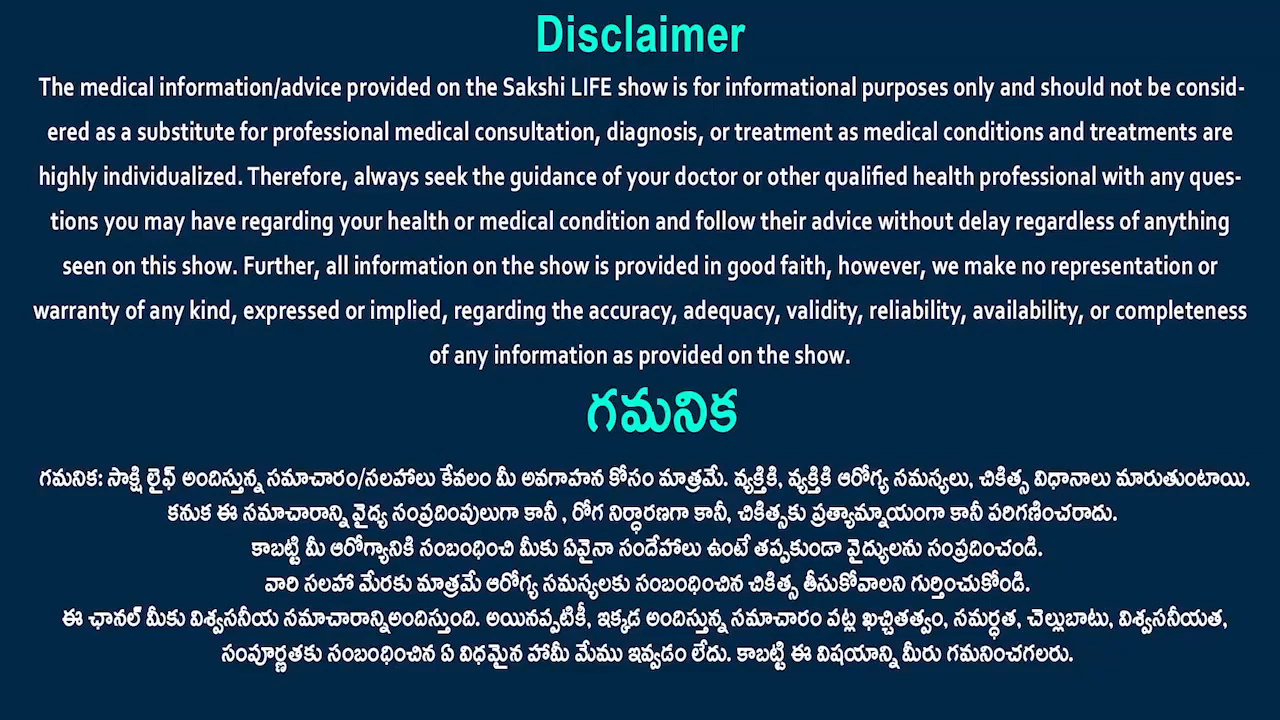 Disclaimer
The medical information/advice provided on the Sakshi LIFE show is for informational purposes only and should not be consid-
ered as a substitute for professional medical consultation, diagnosis, or treatment as medical conditions and treatments are
highly individualized. Therefore, always seek the guidance of your doctor or other qualified health professional with any ques-
tions you may have regarding your health or medical condition and follow their advice without delay regardless of anything
seen on this show. Further, all information on the show is provided in good faith, however, we make no representation or
warranty of any kind, expressed or implied, regarding the accuracy, adequacy, validity, reliability, availability, or completeness
of any information as provided on the show.
గమనిక
గమనిక: సాక్షి లైఫ్ అందిస్తున్న సమాచారం/సలహాలు కేవలం మీ అవగాహన కోసం మాత్రమే. వ్యక్తికి, వ్యక్తికి ఆరోగ్య సమస్యలు, చికిత్స విధానాలు మారుతుంటాయి.
కనుక ఈ సమాచారాన్ని వైద్య సంప్రదింపులుగా కానీ , రోగ నిర్ధారణగా కానీ, చికిత్సకు ప్రత్యామ్నాయంగా కానీ పరిగణించరాదు.
కాబట్టి మీ ఆరోగ్యానికి సంబంధించి మీకు ఏవైనా సందేహాలు ఉంటే తప్పకుండా వైద్యులను సంప్రదించండి.
వారి సలహా మేరకు మాత్రమే ఆరోగ్య సమస్యలకు సంబంధించిన చికిత్స తీసుకోవాలని గుర్తించుకోండి.
ఈ ఛానల్ మీకు విశ్వసనీయ సమాచారాన్నిఅందిస్తుంది. అయినప్పటికీ, ఇక్కడ అందిస్తున్న సమాచారం పట్ల ఖచ్చితత్వం, సమర్ధత, చెల్లుబాటు, విశ్వసనీయత,
సంపూర్ణతకు సంబంధించిన ఏ విధమైన హామీ మేము ఇవ్వడం లేదు. కాబట్టి ఈ విషయాన్ని మీరు గమనించగలరు.